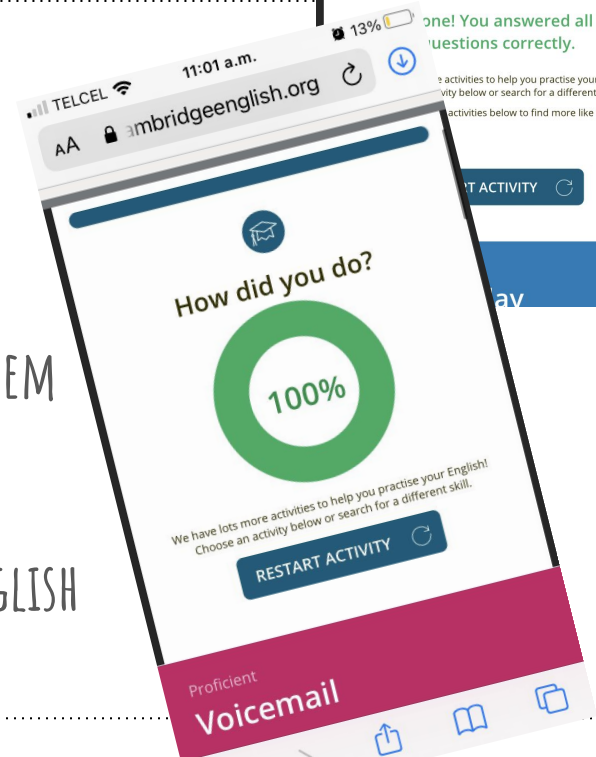 TELCEL 11:01 a.m. 13%
AA ambridgeenglish.org
How did you do?
100%
We have lots more activities to help you practise your English!
Choose an activity below or search for a different skill.
RESTART ACTIVITY
Proficient
Voicemail
one! You answered all
uestions correctly.
e activities to help you practise your
vity below or search for a different
activities below to find more like
T ACTIVITY
lay
EM
GLISH